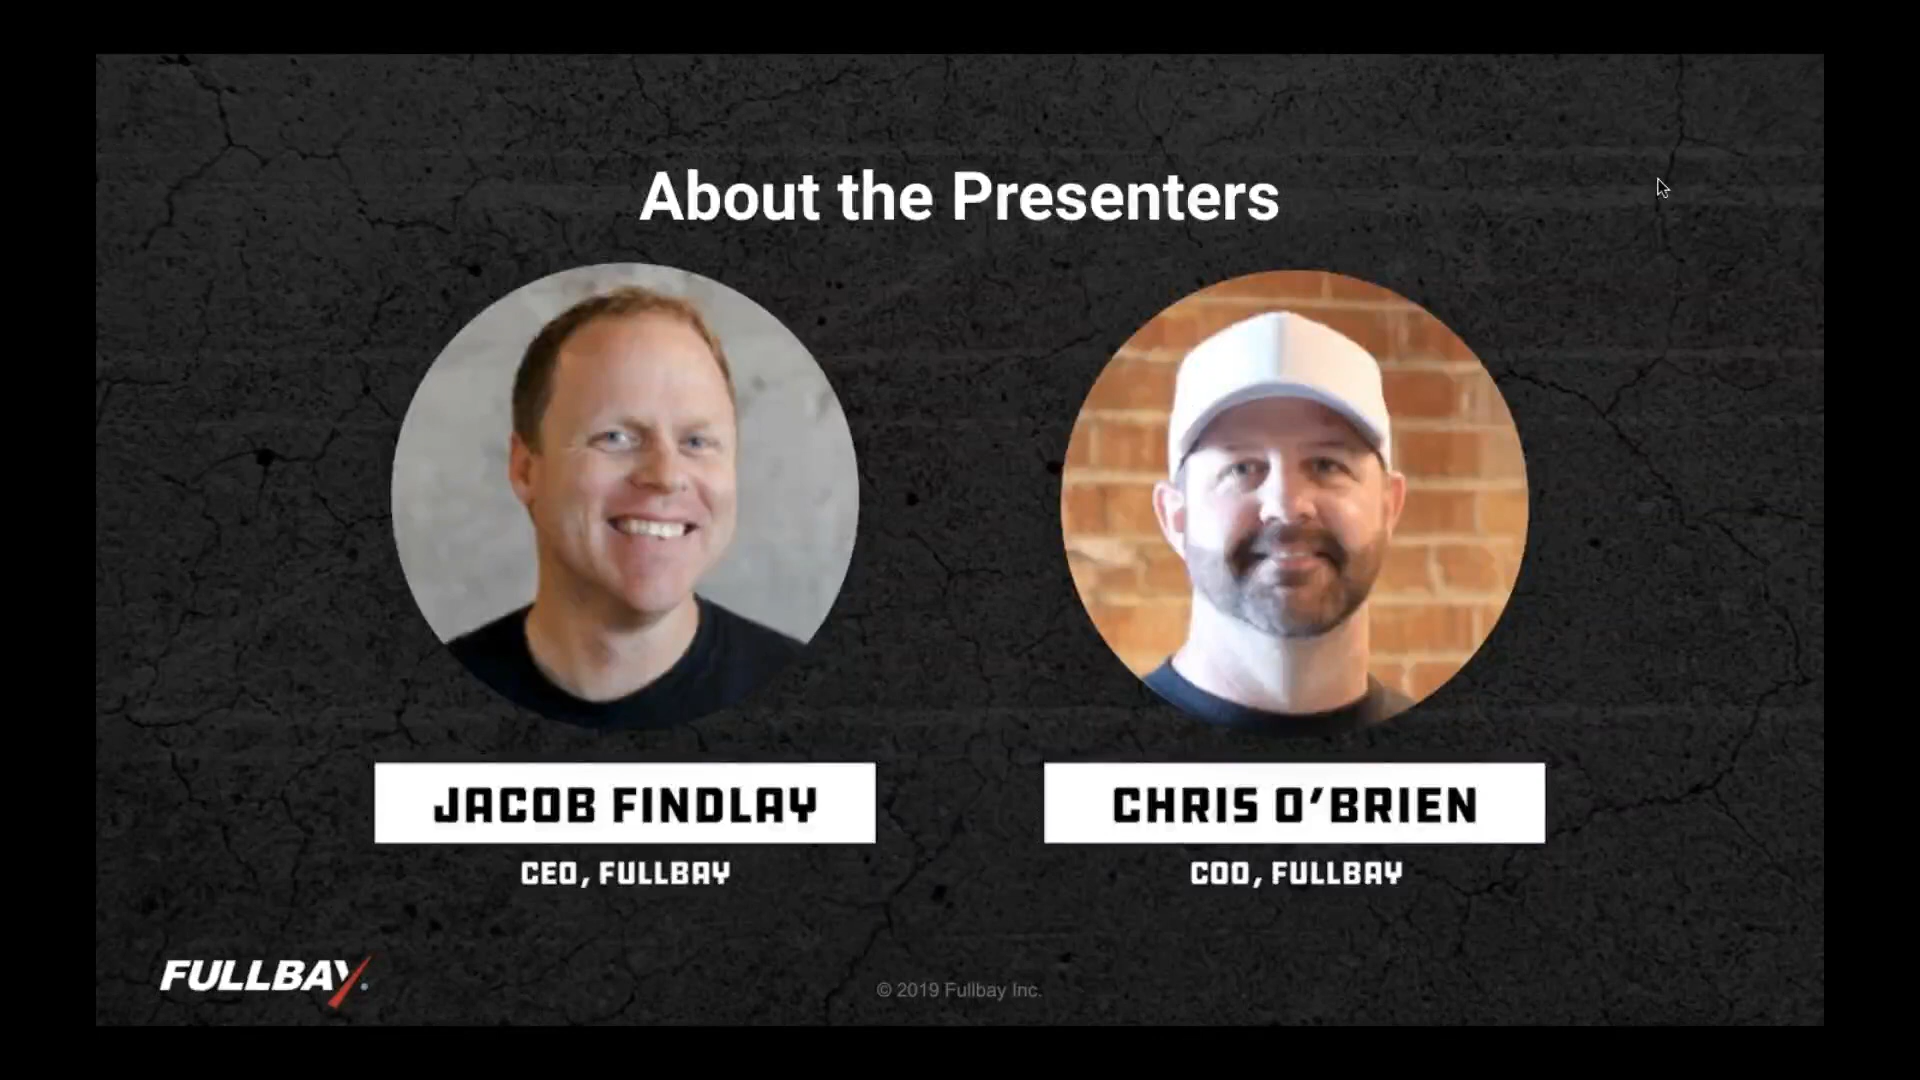 About the Presenters
JACOB FINDLAY
CEO, FULLBAY
CHRIS O'BRIEN
COO, FULLBAY
FULLBAY
© 2019 Fullbay Inc.